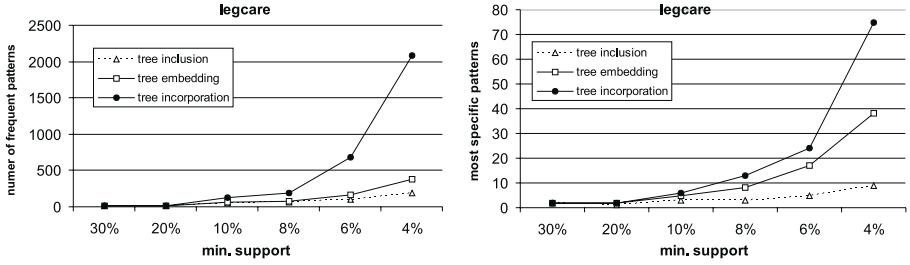 legcare
2500
2000
1500
1000
500
0
numer of frequent patterns
tree inclusion
tree embedding
tree incorporation
30% 20% 10% 8% 6% 4%
min. support
legcare
80
70
60
50
40
30
20
10
0
most specific patterns
tree inclusion
tree embedding
tree incorporation
30% 20% 10% 8% 6% 4%
min. support